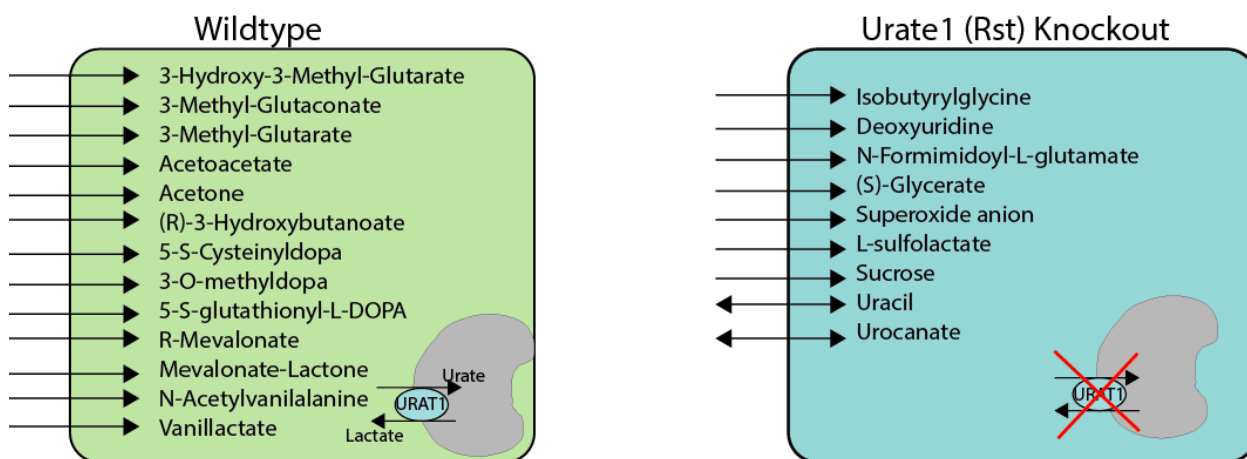 Wildtype
3-Hydroxy-3-Methyl-Glutarate
3-Methyl-Glutaconate
3-Methyl-Glutarate
Acetoacetate
Acetone
(R)-3-Hydroxybutanoate
5-S-Cysteinyldopa
3-O-methyldopa
5-S-glutathionyl-L-DOPA
R-Mevalonate
Mevalonate-Lactone
N-Acetylvanilalanine
Vanillactate
Urate
URAT1
Lactate
Urate1 (Rst) Knockout
Isobutyrylglycine
Deoxyuridine
N-Formimidoyl-L-glutamate
(S)-Glycerate
Superoxide anion
L-sulfolactate
Sucrose
Uracil
Urocanate
URAT1